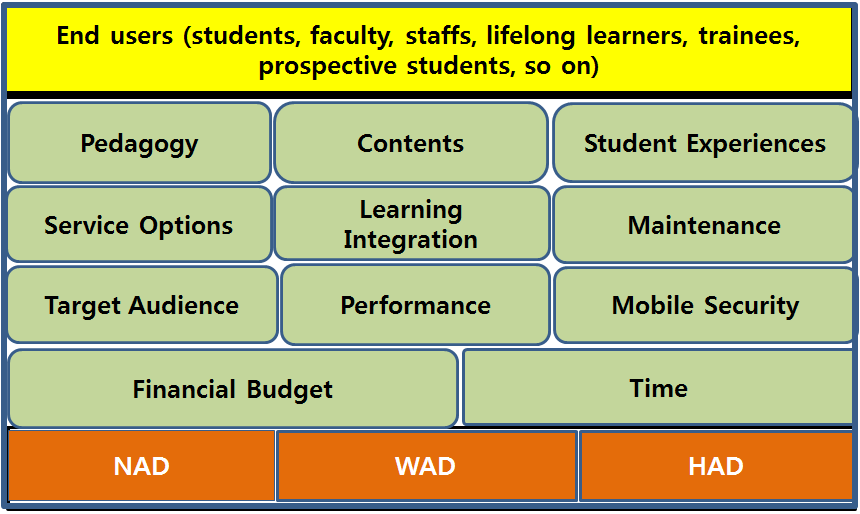 End users (students, faculty, staffs, lifelong learners, trainees,
prospective students, so on)
Pedagogy
Contents
Student Experiences
Service Options
Learning
Integration
Maintenance
Target Audience
Performance
Mobile Security
Financial Budget
Time
NAD
WAD
HAD